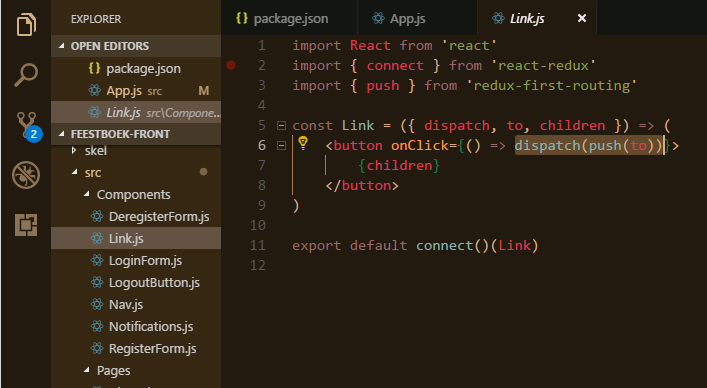 EXPLORER
OPEN EDITORS
package.json
App.js src M
Link.js src\Compone...
2
FEESTBOEK-FRONT
skel
src
Components
DeregisterForm.js
Link.js
LoginForm.js
LogoutButton.js
Nav.js
Notifications.js
RegisterForm.js
Pages
{} package.json App.js Link.js ×
1 import React from 'react'
2 import { connect } from 'react-redux'
3 import { push } from 'redux-first-routing'
4
5 const Link = ({ dispatch, to, children }) => (
6 <button onClick={() => dispatch(push(to))}>
7 {children}
8 </button>
9 )
10
11 export default connect()(Link)
12